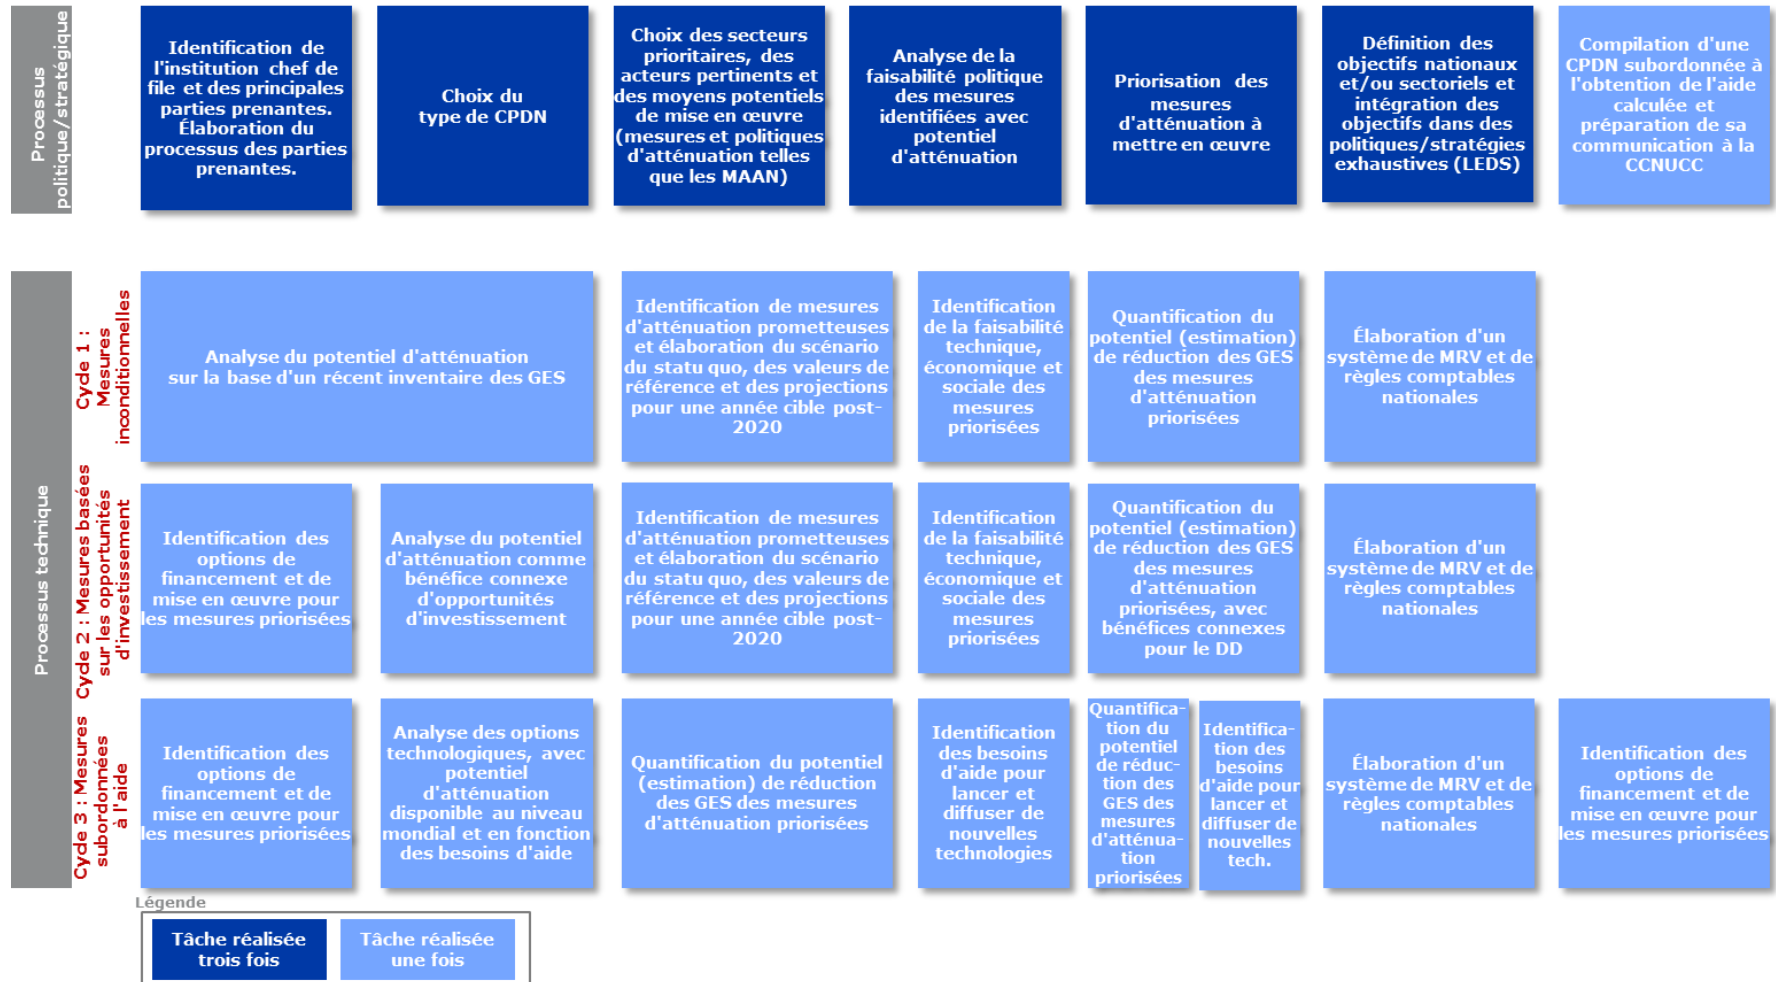 Processus
politique/stratégique
Identification de
l'institution chef de
file et des principales
parties prenantes.
Élaboration du
processus des parties
prenantes.
Choix du
type de CPDN
Choix des secteurs
prioritaires, des
acteurs pertinents et
des moyens potentiels
de mise en œuvre
(mesures et politiques
d'atténuation telles
que les MAAN)
Analyse de la
faisabilité politique
des mesures
identifiées avec
potentiel
d'atténuation
Priorisation des
mesures
d'atténuation à
mettre en œuvre
Définition des
objectifs nationaux
et/ou sectoriels et
intégration des
objectifs dans des
politiques/stratégies
exhaustives (LEDS)
Compilation d'une
CPDN subordonnée à
l'obtention de l'aide
calculée et
préparation de sa
communication à la
CCNUCC
Processus technique
Cycle 1 :
Mesures
inconditionnelles
Analyse du potentiel d'atténuation
sur la base d'un récent inventaire des GES
Identification de mesures
d'atténuation prometteuses
et élaboration du scénario
du statu quo, des valeurs de
référence et des projections
pour une année cible post-
2020
Identification
de la faisabilité
technique,
économique et
sociale des
mesures
priorisées
Quantification du
potentiel (estimation)
de réduction des GES
des mesures
d'atténuation
priorisées
Élaboration d'un
système de MRV et de
règles comptables
nationales
Cycle 2 : Mesures basées
sur les opportunités
d'investissement
Identification des
options de
financement et de
mise en œuvre pour
les mesures priorisées
Analyse du potentiel
d'atténuation comme
bénéfice connexe
d'opportunités
d'investissement
Identification de mesures
d'atténuation prometteuses
et élaboration du scénario
du statu quo, des valeurs de
référence et des projections
pour une année cible post-
2020
Identification
de la faisabilité
technique,
économique et
sociale des
mesures
priorisées
Quantification du
potentiel (estimation)
de réduction des GES
des mesures
d'atténuation
priorisées, avec
bénéfices connexes
pour le DD
Élaboration d'un
système de MRV et de
règles comptables
nationales
Cycle 3 : Mesures
subordonnées
à l'aide
Identification des
options de
financement et de
mise en œuvre pour
les mesures priorisées
Analyse des options
technologiques, avec
potentiel
d'atténuation
disponible au niveau
mondial et en fonction
des besoins d'aide
Quantification du potentiel
(estimation) de réduction
des GES des mesures
d'atténuation priorisées
Identification
des besoins
d'aide pour
lancer et
diffuser de
nouvelles
technologies
Quantifica-
tion du
potentiel
de réduc-
tion des
GES des
mesures
d'atténua-
tion
priorisées
Identifica-
tion des
besoins
d'aide pour
lancer et
diffuser de
nouvelles
tech.
Élaboration d'un
système de MRV et de
règles comptables
nationales
Identification des
options de
financement et de
mise en œuvre pour
les mesures priorisées
Légende
Tâche réalisée
trois fois
Tâche réalisée
une fois